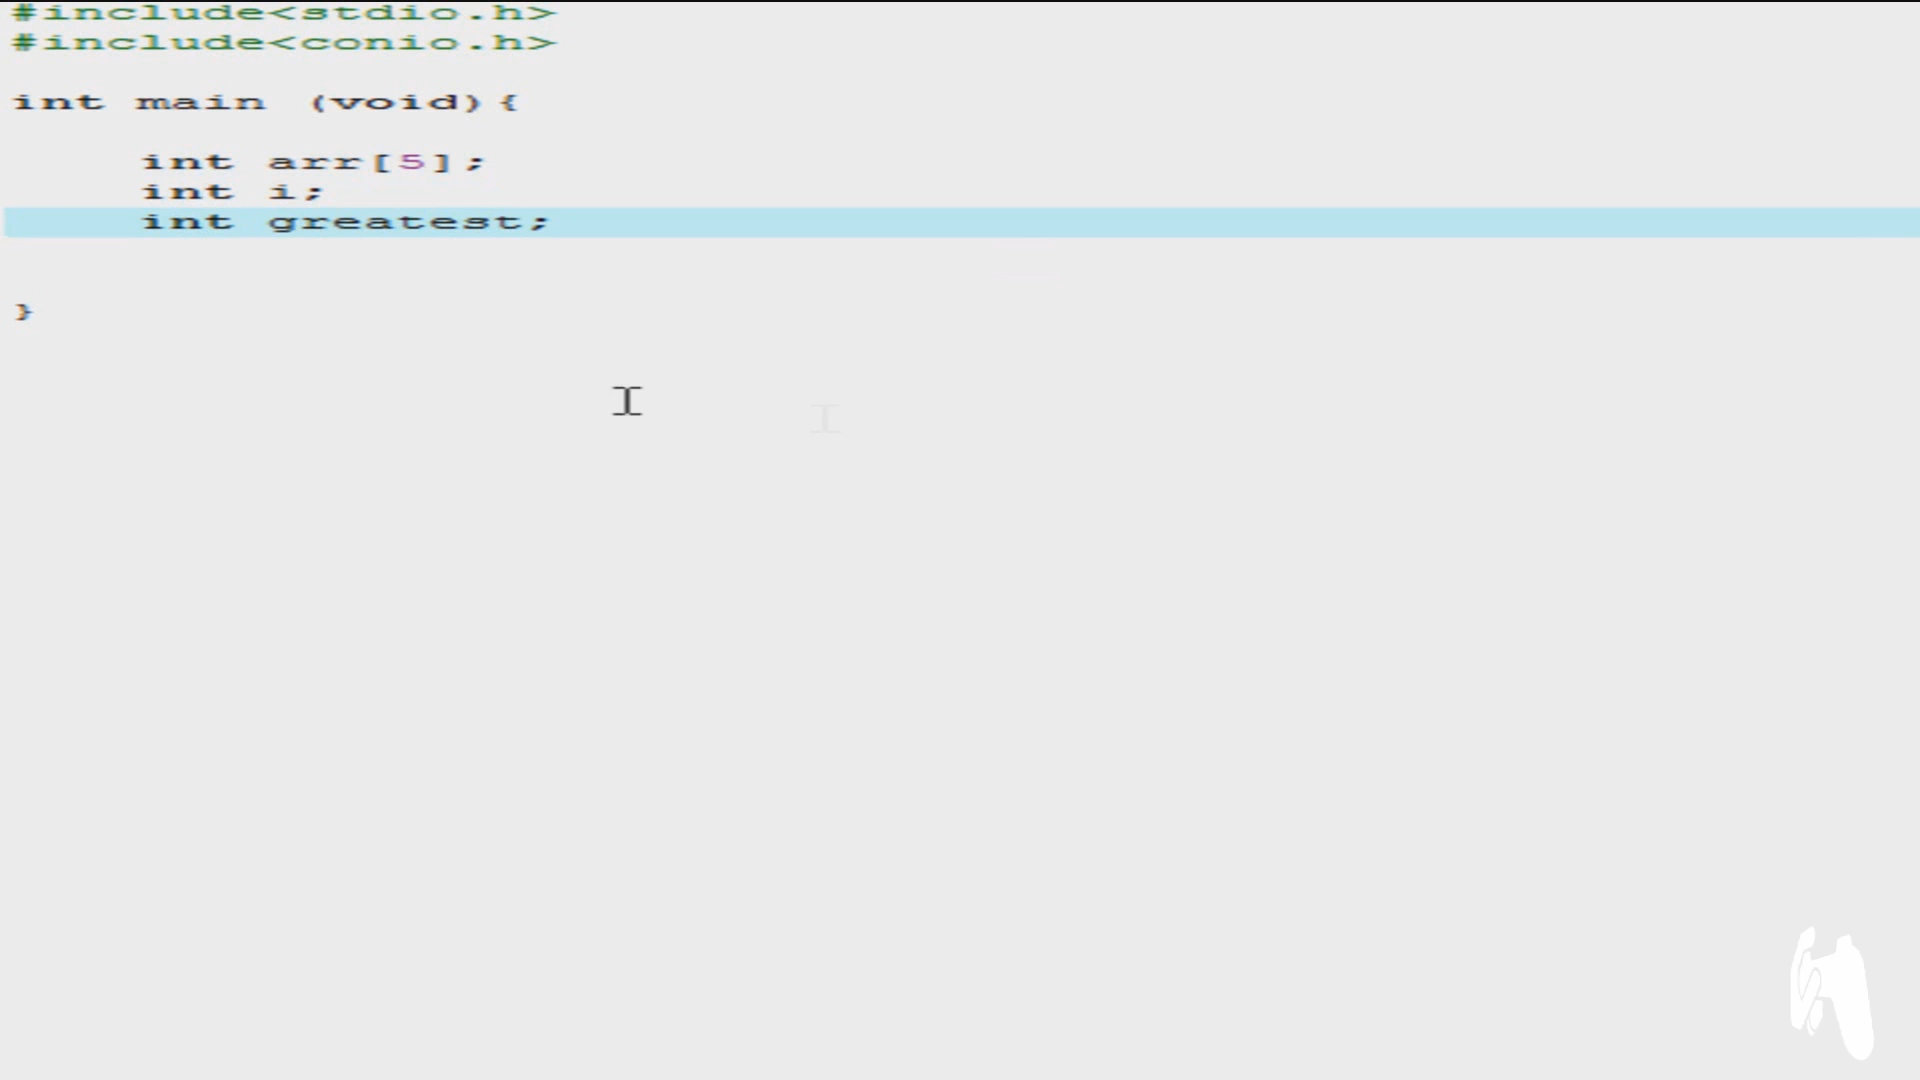 #include<stdio.h>
#include<conio.h>
int main (void){
int arr[5];
int i;
int greatest;
}